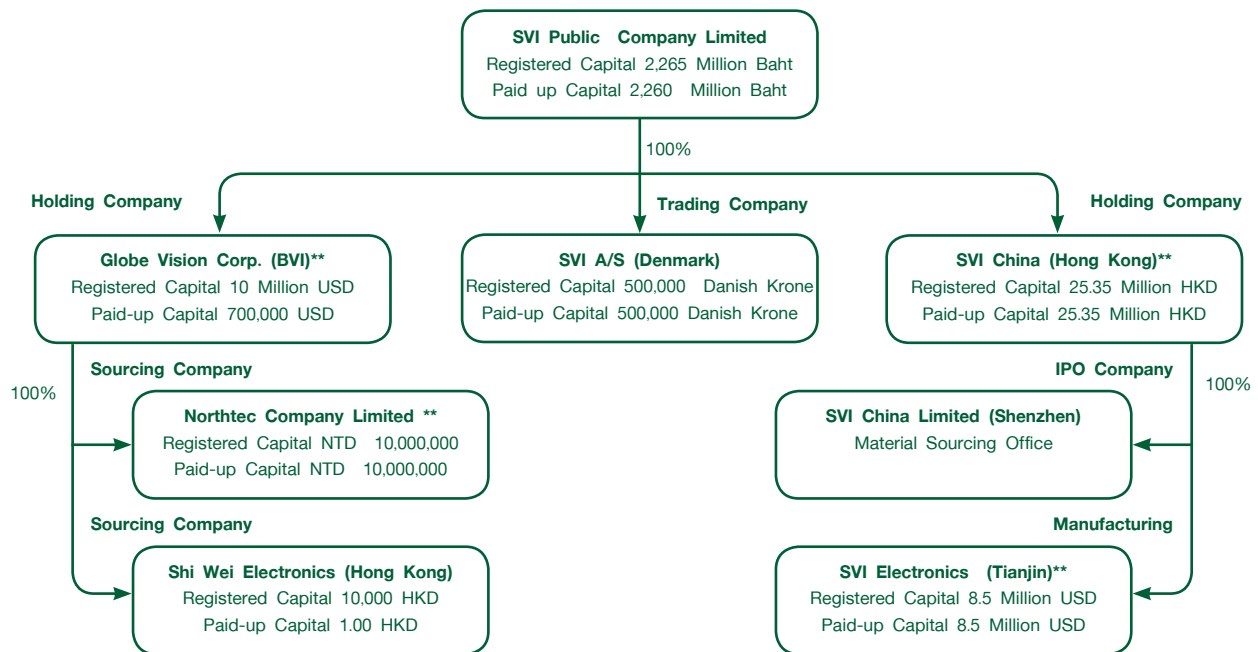 SVI Public Company Limited
Registered Capital 2,265 Million Baht
Paid up Capital 2,260 Million Baht
100%
Holding Company
Trading Company
Holding Company
Globe Vision Corp. (BVI)**
Registered Capital 10 Million USD
Paid-up Capital 700,000 USD
SVI A/S (Denmark)
Registered Capital 500,000 Danish Krone
Paid-up Capital 500,000 Danish Krone
SVI China (Hong Kong)**
Registered Capital 25.35 Million HKD
Paid-up Capital 25.35 Million HKD
100%
Sourcing Company
Northtec Company Limited **
Registered Capital NTD 10,000,000
Paid-up Capital NTD 10,000,000
Sourcing Company
Shi Wei Electronics (Hong Kong)
Registered Capital 10,000 HKD
Paid-up Capital 1.00 HKD
IPO Company
100%
SVI China Limited (Shenzhen)
Material Sourcing Office
Manufacturing
SVI Electronics (Tianjin)**
Registered Capital 8.5 Million USD
Paid-up Capital 8.5 Million USD